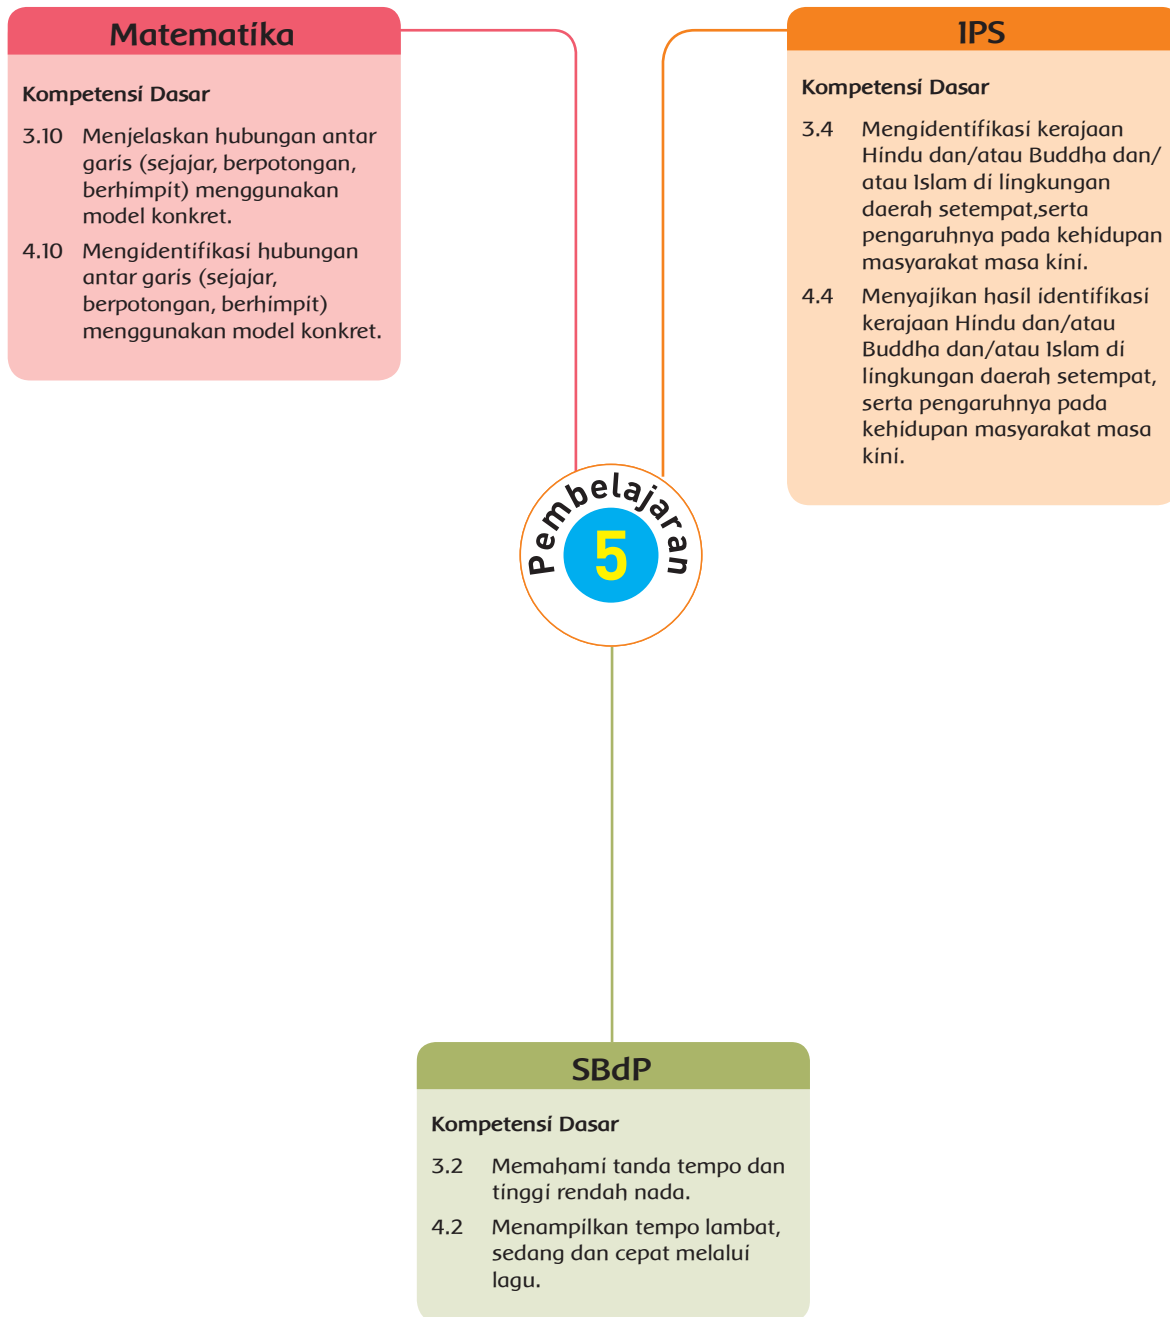 Matematika
Kompetensi Dasar
3.10 Menjelaskan hubungan antar
garis (sejajar, berpotongan,
berhimpit) menggunakan
model konkret.
4.10 Mengidentifikasi hubungan
antar garis (sejajar,
berpotongan, berhimpit)
menggunakan model konkret.
IPS
Kompetensi Dasar
3.4 Mengidentifikasi kerajaan
Hindu dan/atau Buddha dan/
atau Islam di lingkungan
daerah setempat,serta
pengaruhnya pada kehidupan
masyarakat masa kini.
4.4 Menyajikan hasil identifikasi
kerajaan Hindu dan/atau
Buddha dan/atau Islam di
lingkungan daerah setempat,
serta pengaruhnya pada
kehidupan masyarakat masa
kini.
Pembelajaran
5
SBdP
Kompetensi Dasar
3.2 Memahami tanda tempo dan
tinggi rendah nada.
4.2 Menampilkan tempo lambat,
sedang dan cepat melalui
lagu.